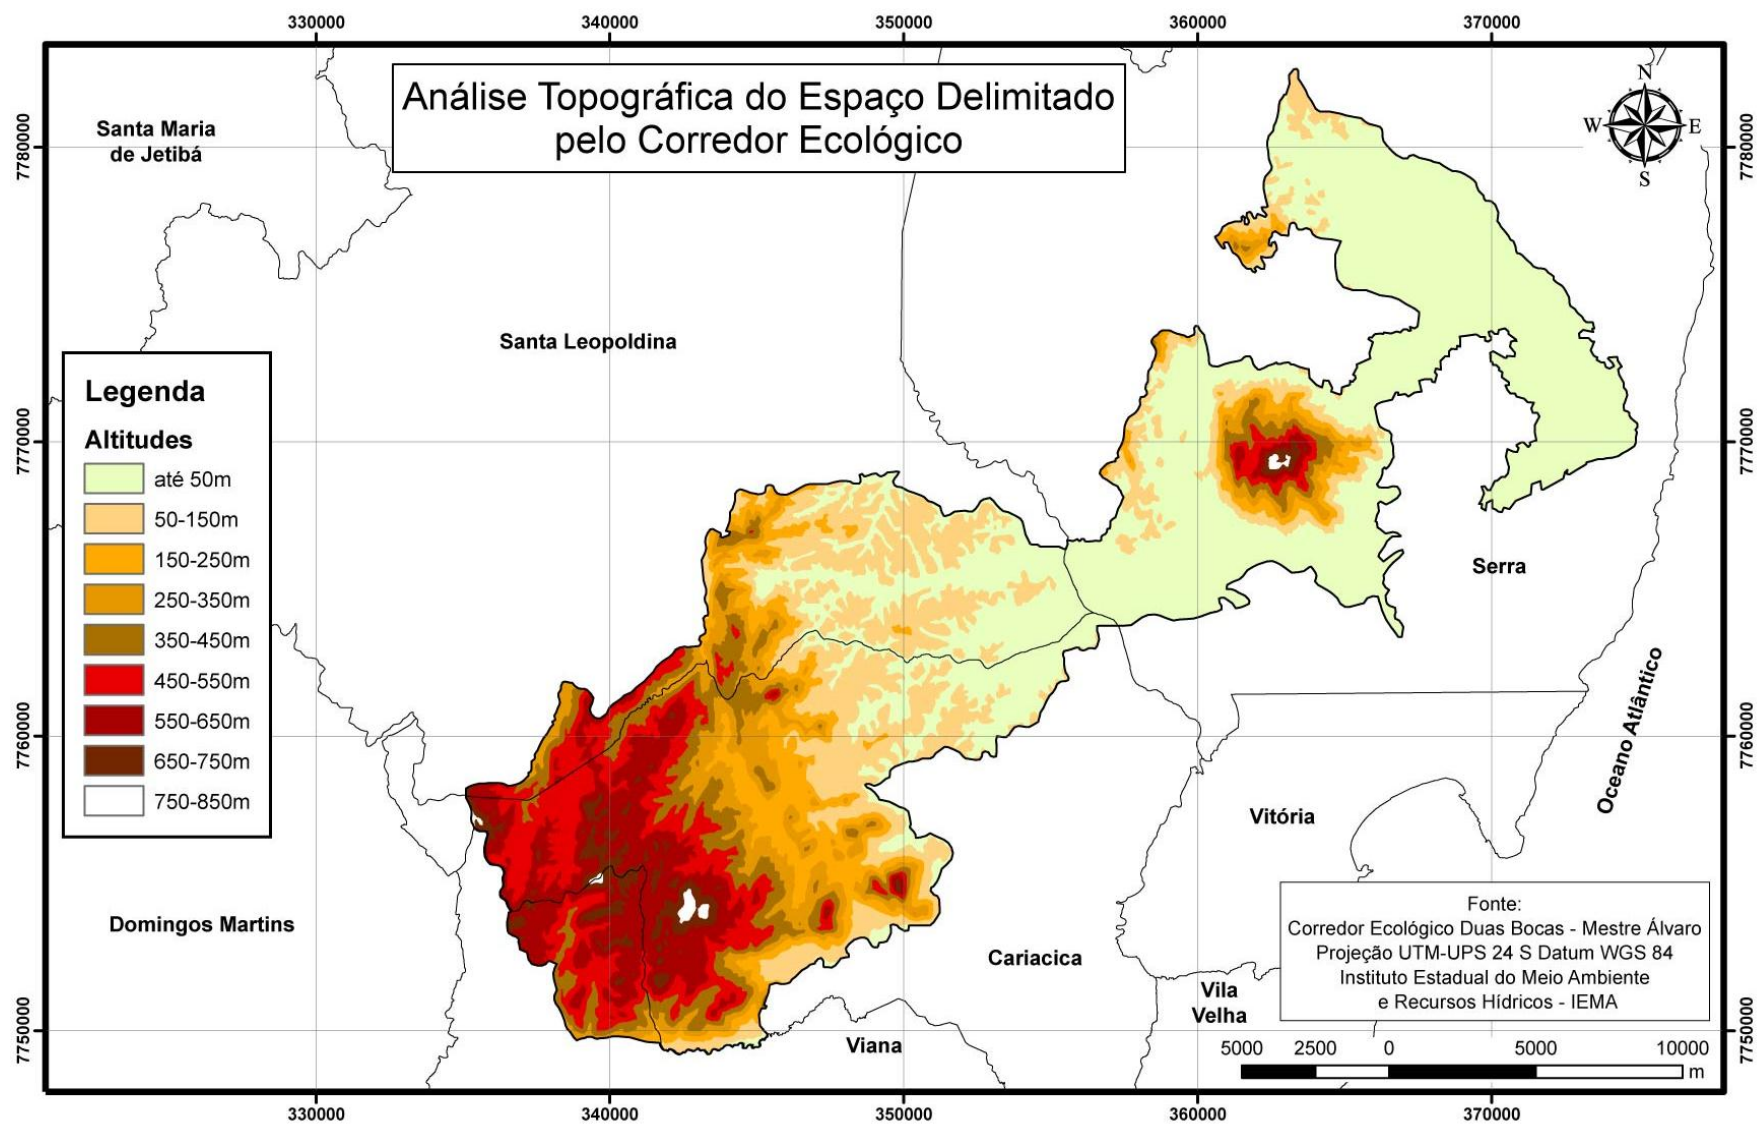 330000
340000
350000
360000
370000
Análise Topográfica do Espaço Delimitado
pelo Corredor Ecológico
N
W
E
S
Santa Maria
de Jetibá
7780000
7780000
Santa Leopoldina
Legenda
Altitudes
até 50m
50-150m
150-250m
250-350m
350-450m
450-550m
550-650m
650-750m
750-850m
7770000
7770000
Serra
Oceano Atlântico
7760000
7760000
Vitória
Domingos Martins
Cariacica
Vila
Velha
Viana
Fonte:
Corredor Ecológico Duas Bocas - Mestre Álvaro
Projeção UTM-UPS 24 S Datum WGS 84
Instituto Estadual do Meio Ambiente
e Recursos Hídricos - IEMA
7750000
7750000
5000 2500 0 5000 10000
m
330000
340000
350000
360000
370000